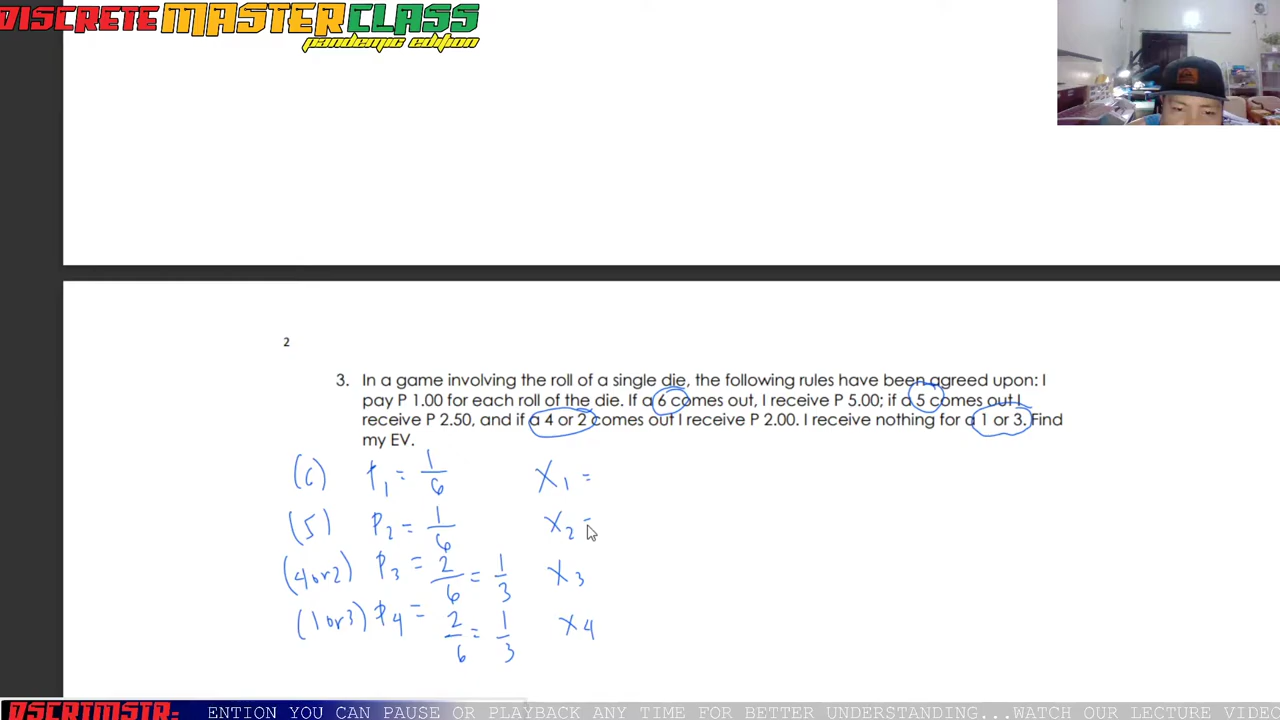 DISCRETE MASTER CLASS
pandemic edition
2
3. In a game involving the roll of a single die, the following rules have been agreed upon: I
pay P 1.00 for each roll of the die. If a 6 comes out, I receive P 5.00; if a 5 comes out I
receive P 2.50, and if a 4 or 2 comes out I receive P 2.00. I receive nothing for a 1 or 3. Find
my EV.
(6) P1 = 1/6 X1 =
(5) P2 = 1/6 X2 =
(4 or 2) P3 = 2/6 = 1/3 X3
(1 or 3) P4 = 2/6 = 1/3 X4
DSCRTMSTR: ENTION YOU CAN PAUSE OR PLAYBACK ANY TIME FOR BETTER UNDERSTANDING...WATCH OUR LECTURE VIDEO